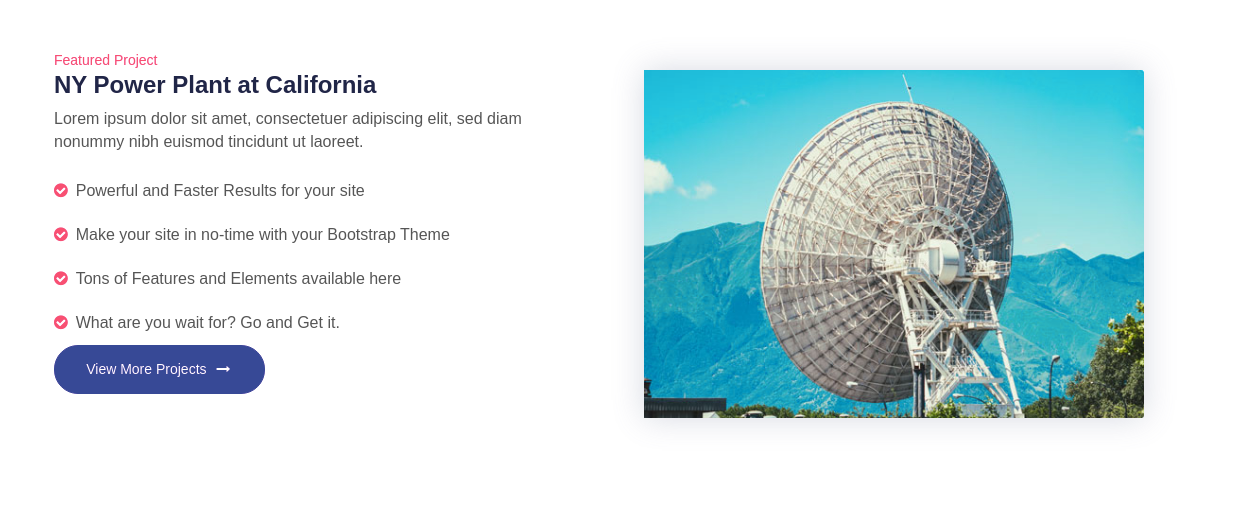 Featured Project
NY Power Plant at California
Lorem ipsum dolor sit amet, consectetuer adipiscing elit, sed diam
nonummy nibh euismod tincidunt ut laoreet.
Powerful and Faster Results for your site
Make your site in no-time with your Bootstrap Theme
Tons of Features and Elements available here
What are you wait for? Go and Get it.
View More Projects